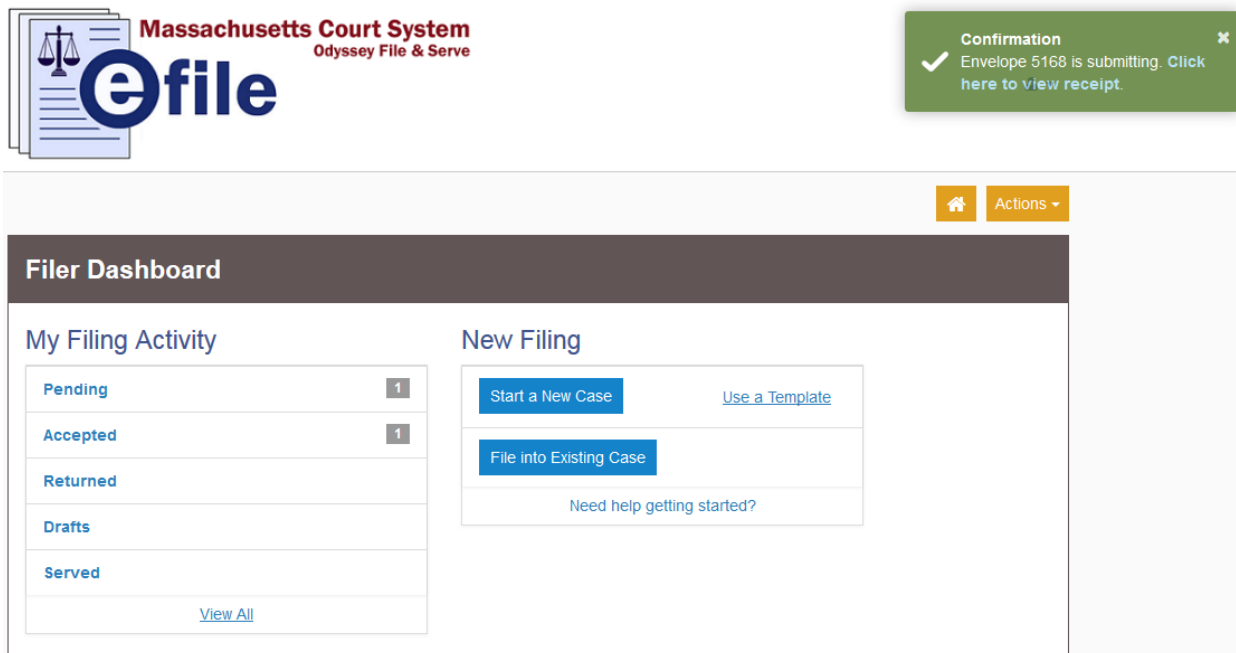 Massachusetts Court System
Odyssey File & Serve
efile
Confirmation
Envelope 5168 is submitting. Click
here to view receipt.
Actions
Filer Dashboard
My Filing Activity
Pending 1
Accepted 1
Returned
Drafts
Served
View All
New Filing
Start a New Case Use a Template
File into Existing Case
Need help getting started?